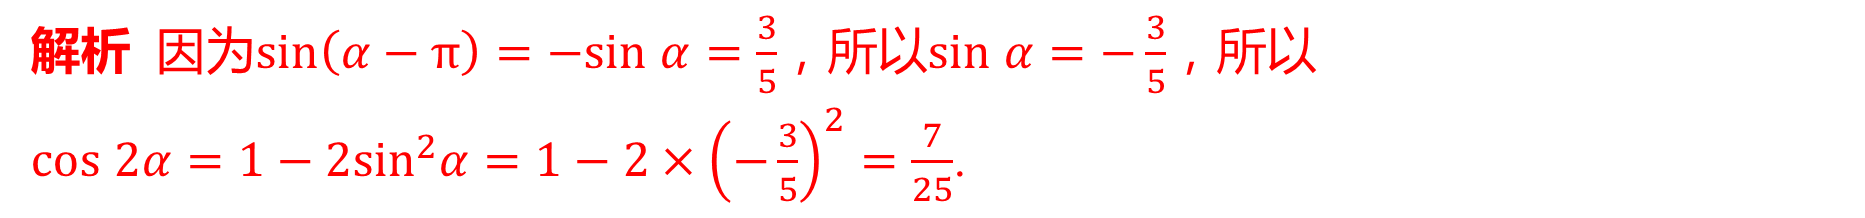 解析 因为sin(α − π) = −sin α = 3/5，所以sin α = −3/5，所以
cos 2α = 1 − 2sin²α = 1 − 2 × (−3/5)² = 7/25.